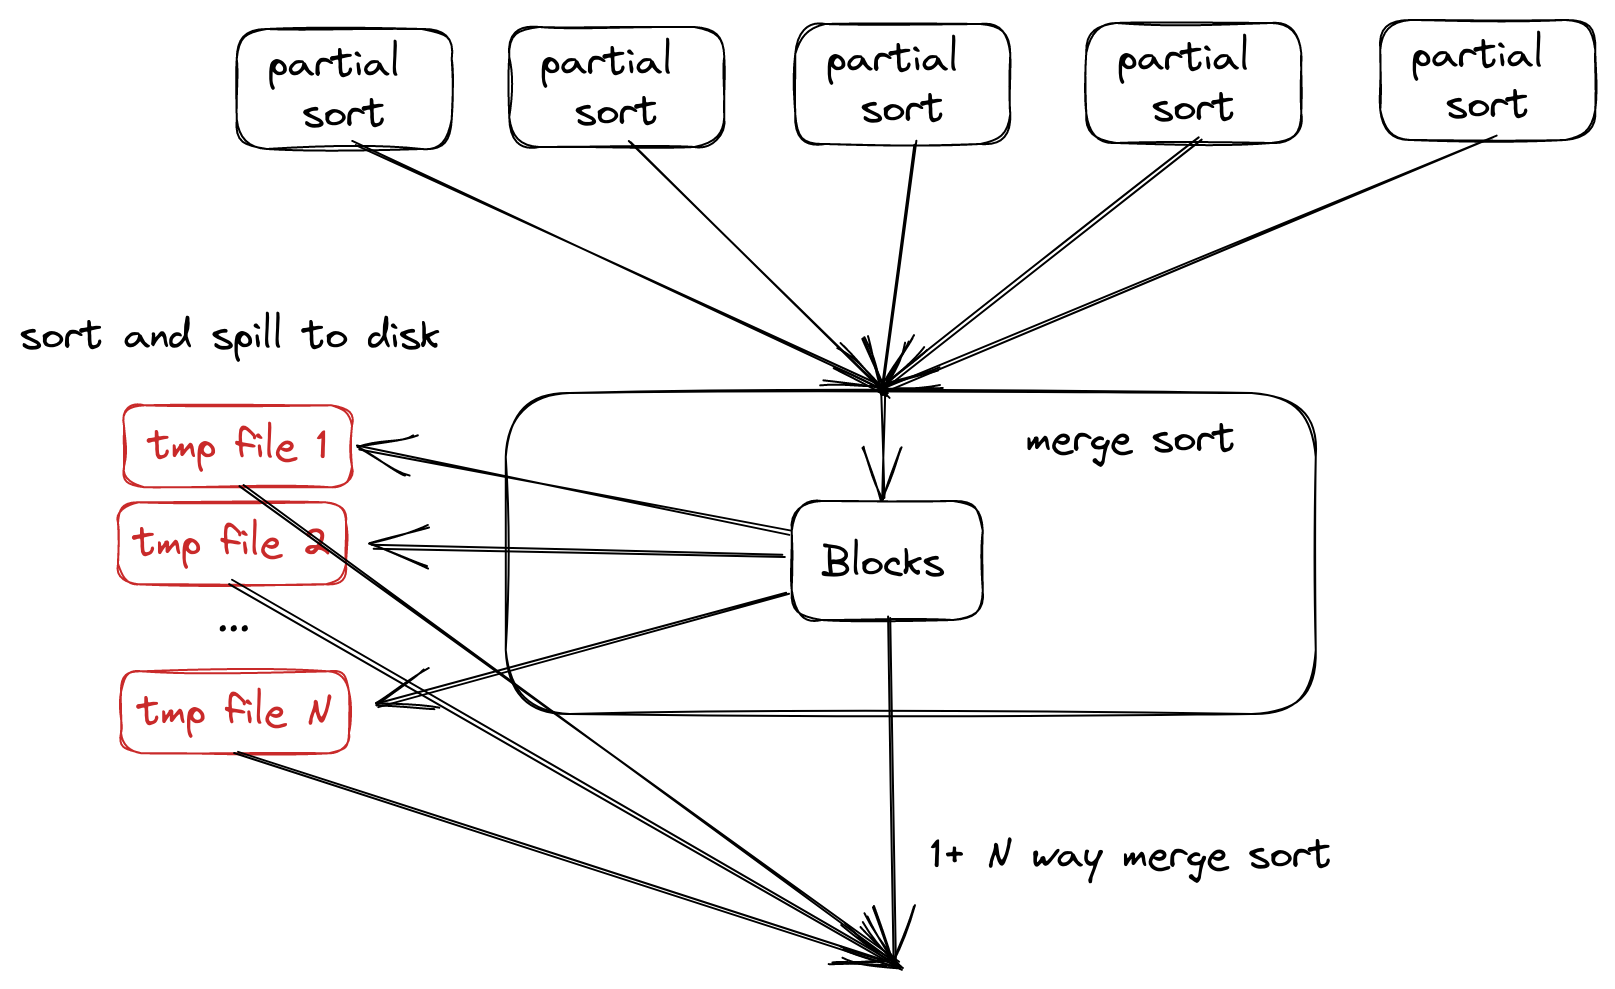 partial
sort
partial
sort
partial
sort
partial
sort
partial
sort
sort and spill to disk
merge sort
tmp file 1
tmp file 2
Blocks
...
tmp file N
1+ N way merge sort